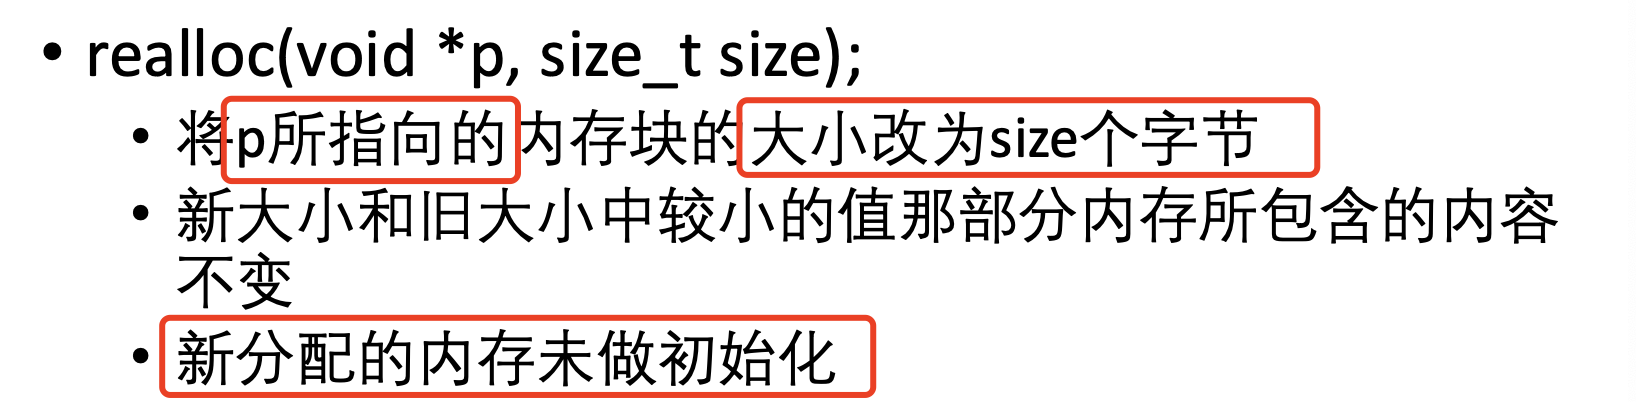 • realloc(void *p, size_t size);
• 将p所指向的内存块的大小改为size个字节
• 新大小和旧大小中较小的值那部分内存所包含的内容
不变
• 新分配的内存未做初始化